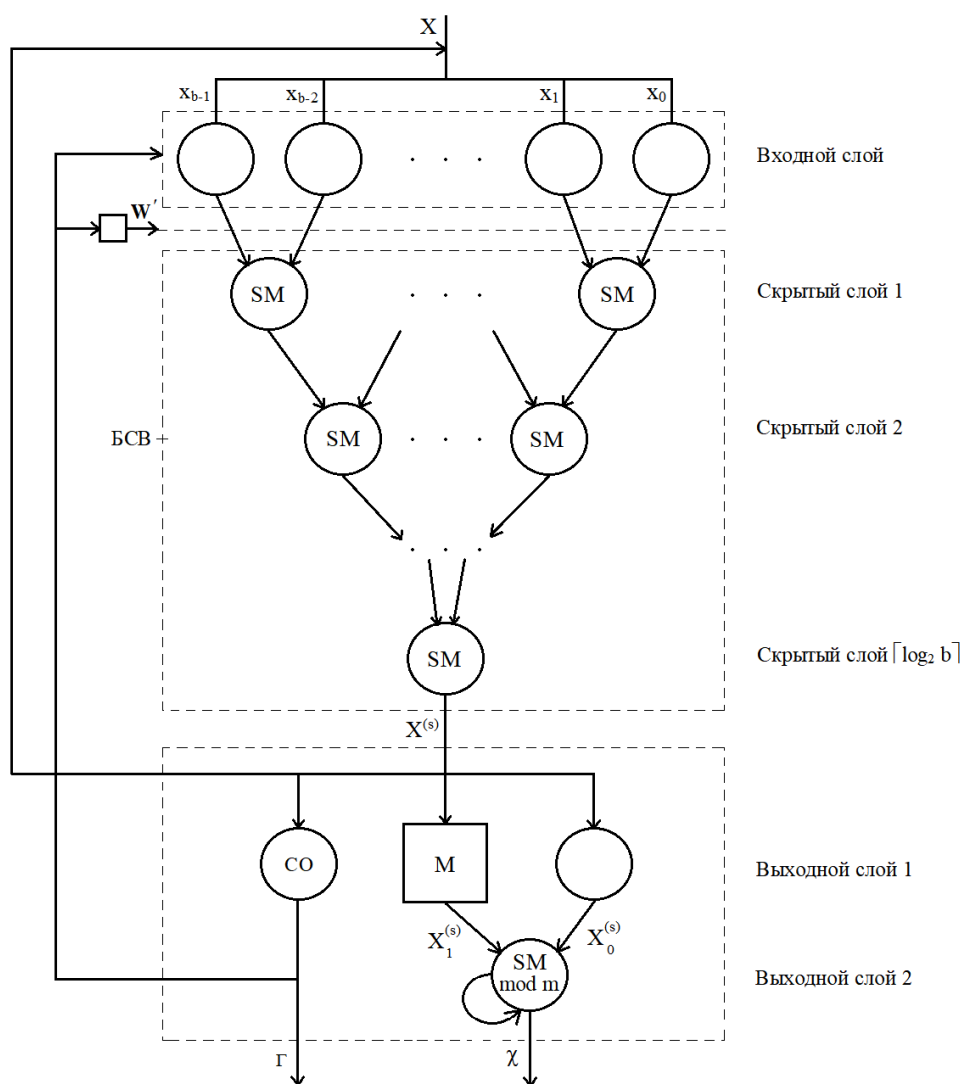 X
x_{b-1} x_{b-2} x_1 x_0
. . .
Входной слой
W′
SM . . . SM
Скрытый слой 1
БСВ
SM . . . SM
Скрытый слой 2
. . .
SM
Скрытый слой ⌈log₂ b⌉
X^{(s)}
СО M
Выходной слой 1
X_1^{(s)} X_0^{(s)}
SM
mod m
Выходной слой 2
Г χ